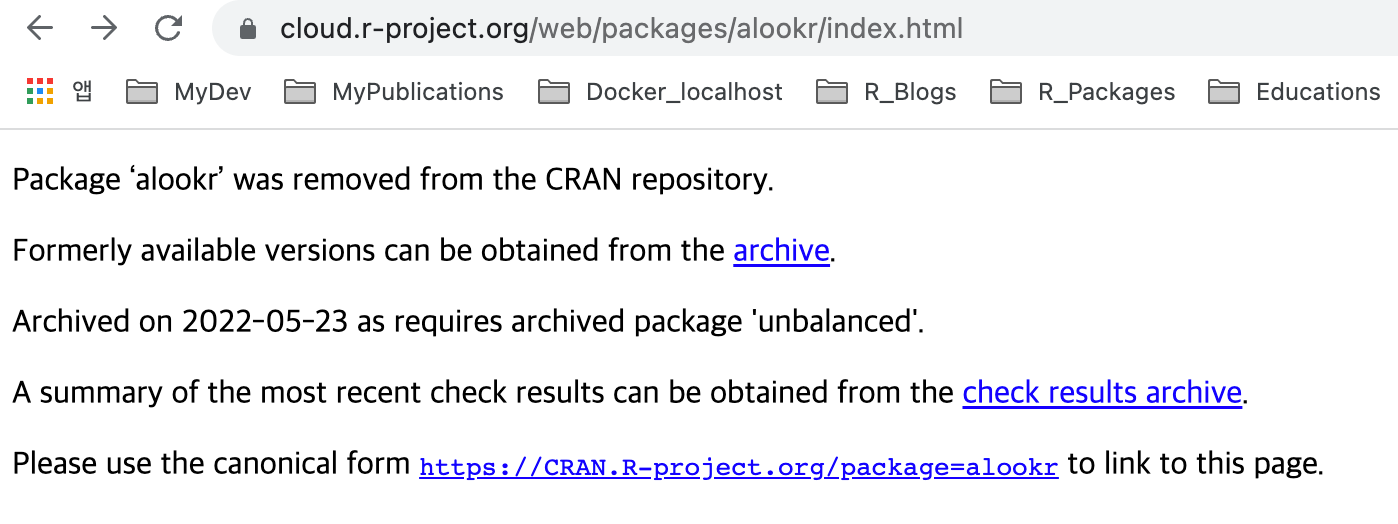 cloud.r-project.org/web/packages/alookr/index.html
앱 MyDev MyPublications Docker_localhost R_Blogs R_Packages Educations
Package ‘alookr’ was removed from the CRAN repository.
Formerly available versions can be obtained from the archive.
Archived on 2022-05-23 as requires archived package 'unbalanced'.
A summary of the most recent check results can be obtained from the check results archive.
Please use the canonical form https://CRAN.R-project.org/package=alookr to link to this page.